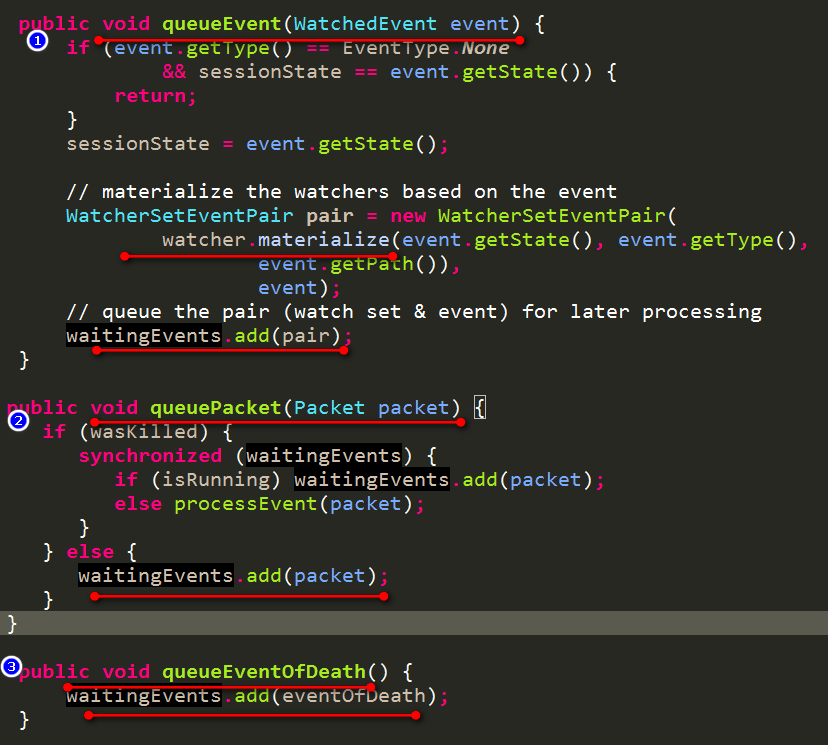 public void queueEvent(WatchedEvent event) {
1
if (event.getType() == EventType.None
&& sessionState == event.getState()) {
return;
}
sessionState = event.getState();
// materialize the watchers based on the event
WatcherSetEventPair pair = new WatcherSetEventPair(
watcher.materialize(event.getState(), event.getType(),
event.getPath()),
event);
// queue the pair (watch set & event) for later processing
waitingEvents.add(pair);
}
public void queuePacket(Packet packet) {
2
if (wasKilled) {
synchronized (waitingEvents) {
if (isRunning) waitingEvents.add(packet);
else processEvent(packet);
}
} else {
waitingEvents.add(packet);
}
}
3
public void queueEventOfDeath() {
waitingEvents.add(eventOfDeath);
}